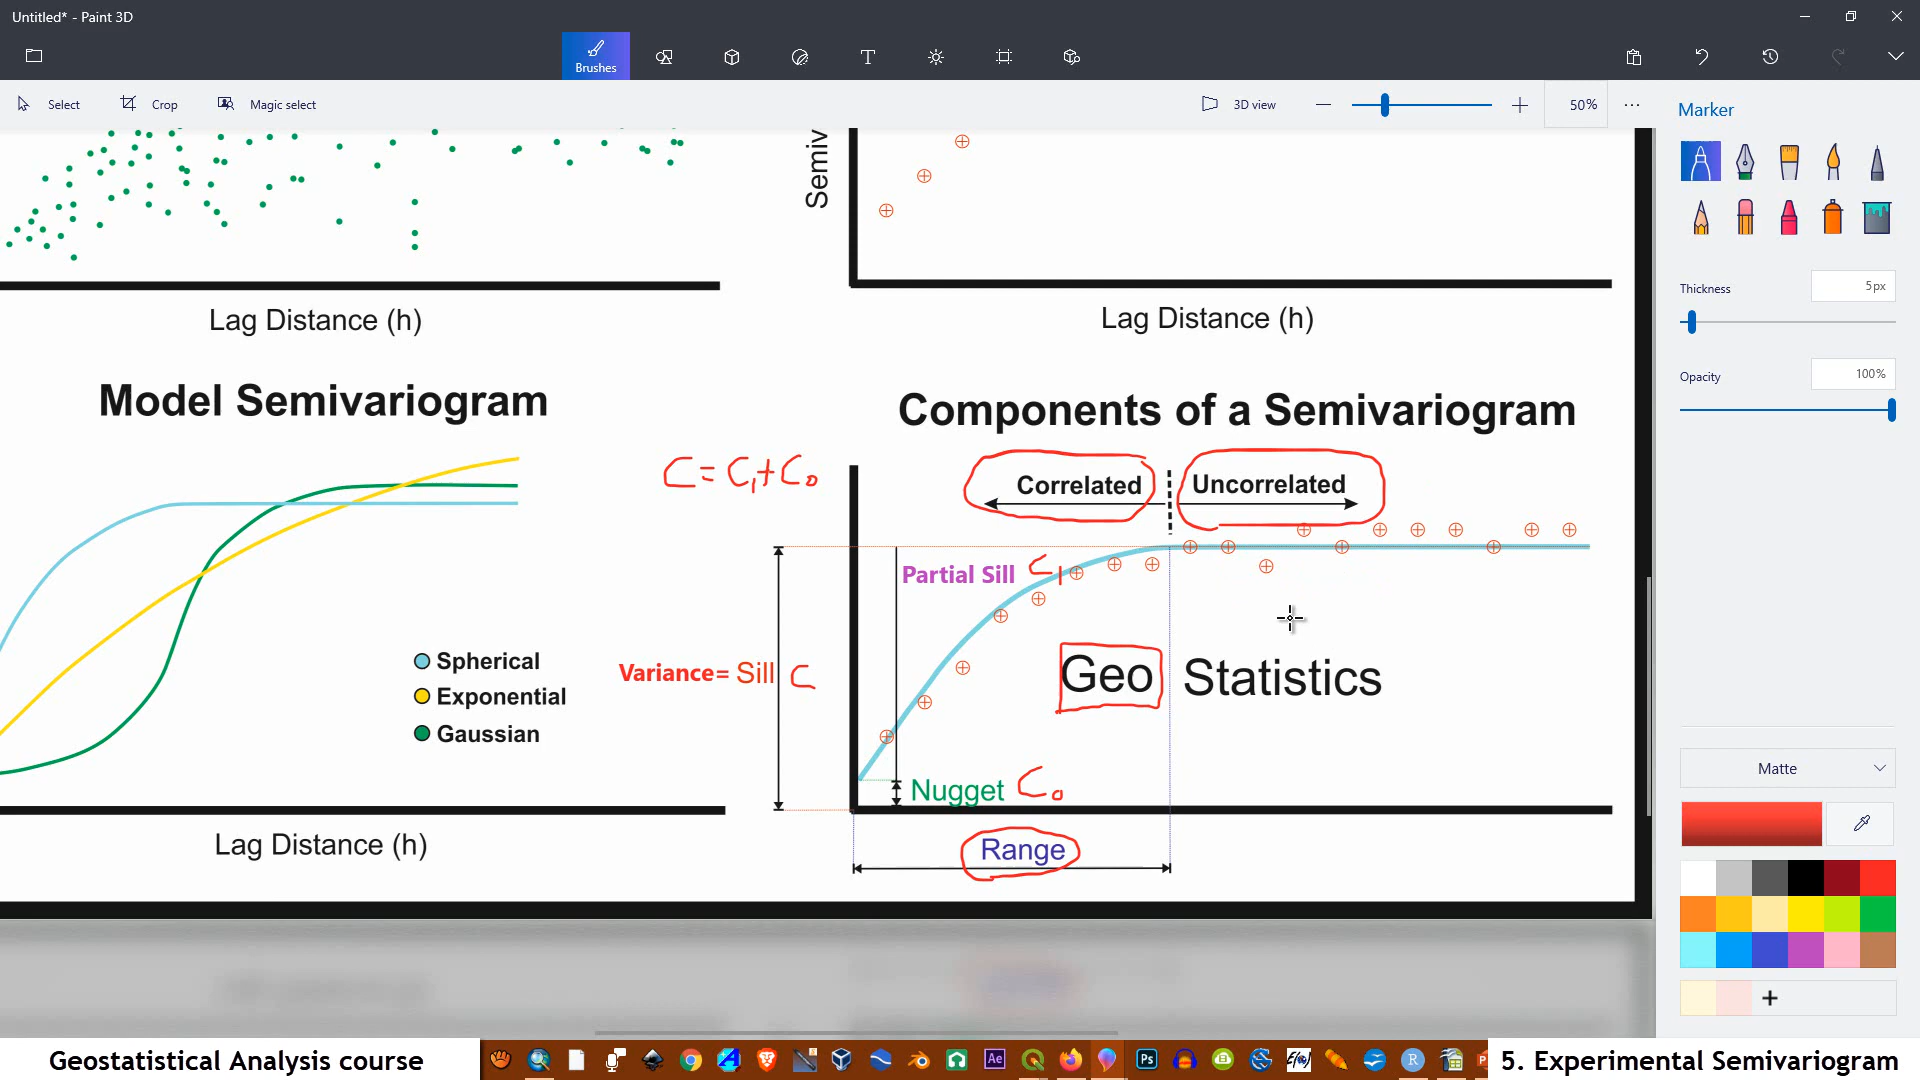 Untitled* - Paint 3D
Brushes
Select
Crop
Magic select
3D view
50%
Marker
Thickness
5px
Opacity
100%
Matte
Semiv
Lag Distance (h)
Lag Distance (h)
Model Semivariogram
Spherical
Exponential
Gaussian
Lag Distance (h)
Components of a Semivariogram
C = C₁ + C₀
Correlated
Uncorrelated
Partial Sill C₁
Variance= Sill C
Geo Statistics
Nugget C₀
Range
Geostatistical Analysis course
Ae
Ps
R
5. Experimental Semivariogram